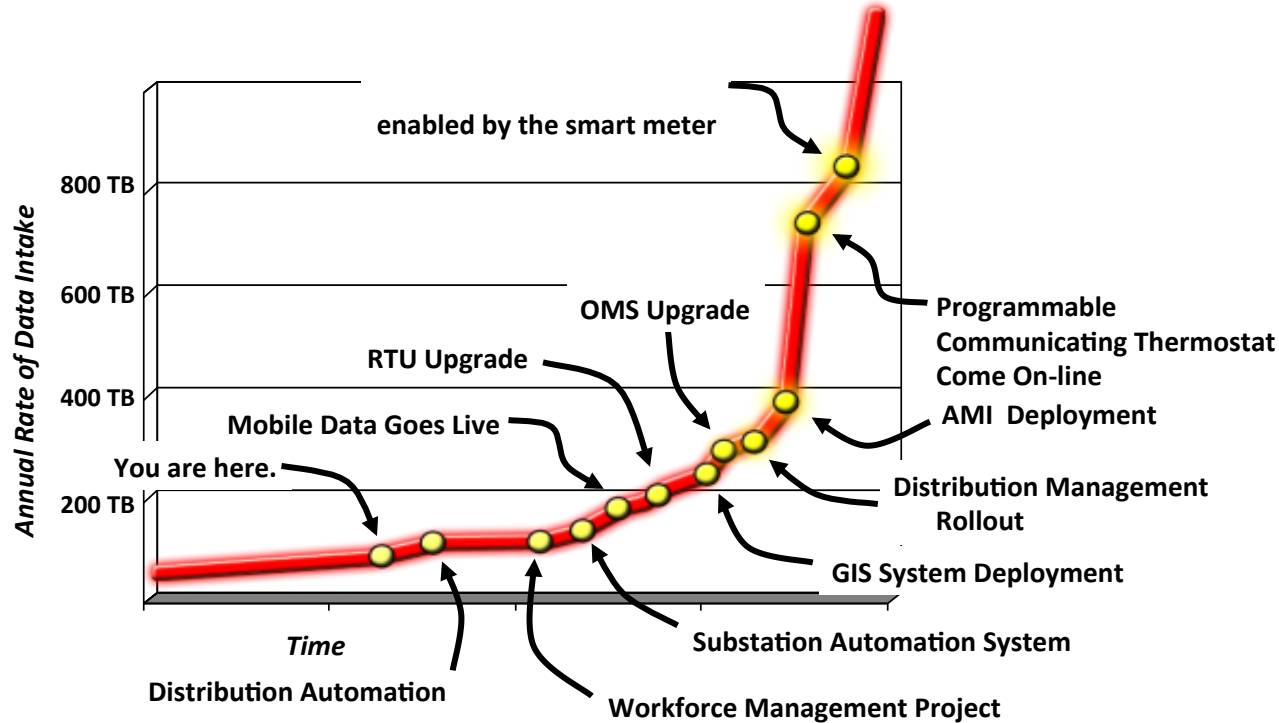 enabled by the smart meter
800 TB
600 TB
400 TB
200 TB
Annual Rate of Data Intake
OMS Upgrade
RTU Upgrade
Mobile Data Goes Live
You are here.
Programmable
Communicating Thermostat
Come On-line
AMI Deployment
Distribution Management
Rollout
GIS System Deployment
Substation Automation System
Time
Distribution Automation
Workforce Management Project